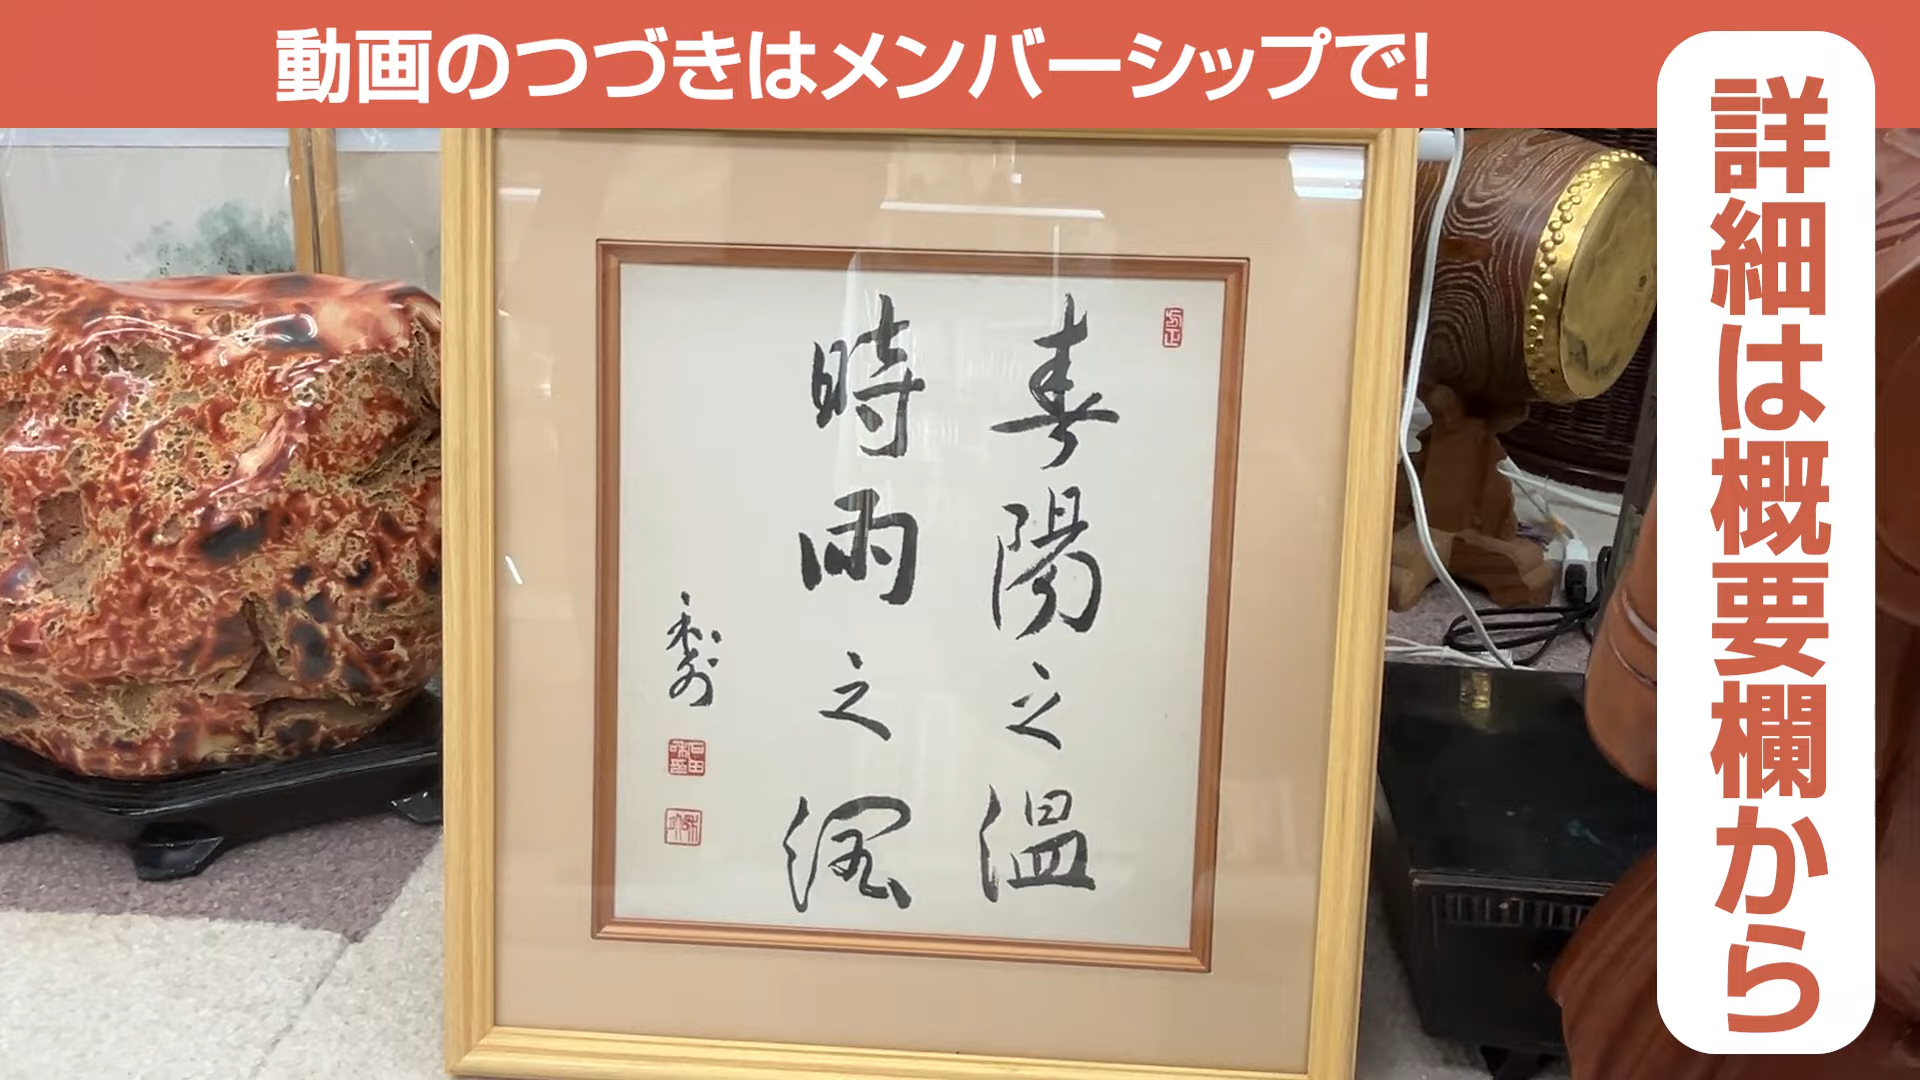 動画のつづきはメンバーシップで!
詳細は概要欄から
春陽之温
時雨之潤